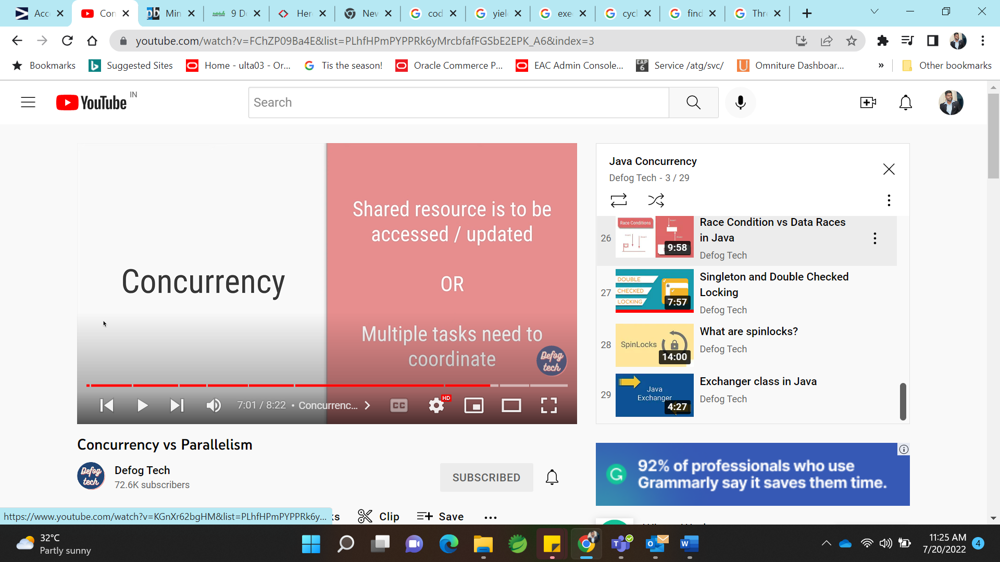 Acc
Con
Min
9 D
Her
Nev
cod
yiel
exe
cycl
find
Thr
youtube.com/watch?v=FChZP09Ba4E&list=PLhfHPmPYPPRk6yMrcbfafFGSbE2EPK_A6&index=3
Bookmarks
Suggested Sites
Home - ulta03 - Or...
Tis the season!
Oracle Commerce P...
EAC Admin Console...
EAP 6
Service /atg/svc/
Omniture Dashboar...
»
Other bookmarks
YouTube IN
Search
Concurrency
Shared resource is to be
accessed / updated
OR
Multiple tasks need to
coordinate
Defog
tech
7:01 / 8:22 • Concurrenc...
CC
HD
Java Concurrency
Defog Tech - 3 / 29
26
Race Conditions
9:58
Race Condition vs Data Races
in Java
Defog Tech
27
DOUBLE
CHECKED
LOCKING
7:57
Singleton and Double Checked
Locking
Defog Tech
28
SpinLocks
14:00
What are spinlocks?
Defog Tech
29
Java
Exchanger
4:27
Exchanger class in Java
Defog Tech
Concurrency vs Parallelism
Defog
tech
Defog Tech
72.6K subscribers
SUBSCRIBED
92% of professionals who use
Grammarly say it saves them time.
https://www.youtube.com/watch?v=KGnXr62bgHM&list=PLhfHPmPYPPRk6y...
ks
Clip
Save
32°C
Partly sunny
11:25 AM
7/20/2022
4